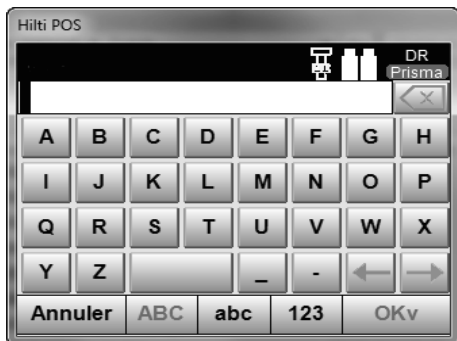 Hilti POS
DR
Prisma
A B C D E F G H
I J K L M N O P
Q R S T U V W X
Y Z _ -
Annuler ABC abc 123 OKv